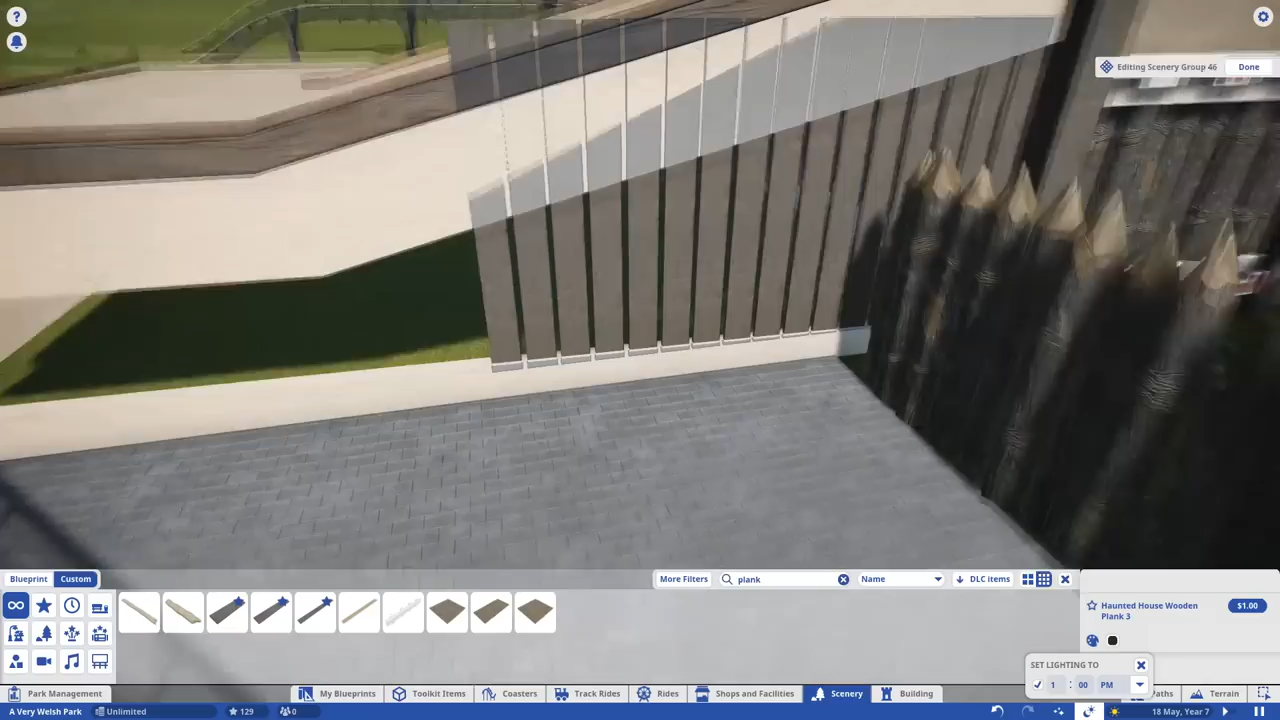 ?
Editing Scenery Group 46
Done
Blueprint
Custom
More Filters
plank
Name
DLC items
Haunted House Wooden
Plank 3
$1.00
SET LIGHTING TO
1 : 00 PM
Park Management
My Blueprints
Toolkit Items
Coasters
Track Rides
Rides
Shops and Facilities
Scenery
Building
Paths
Terrain
A Very Welsh Park
Unlimited
129
0
18 May, Year 7